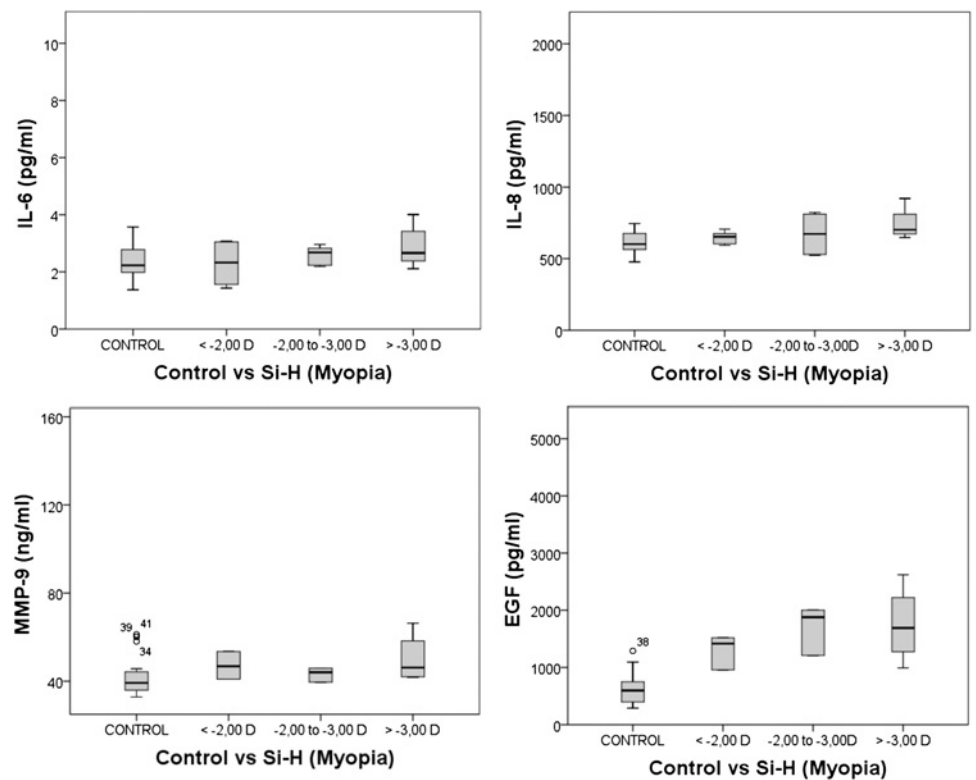 IL-6 (pg/ml)
10
8
6
4
2
0
CONTROL < -2,00 D -2,00 to -3,00D > -3,00 D
Control vs Si-H (Myopia)
IL-8 (pg/ml)
2000
1500
1000
500
0
CONTROL < -2,00 D -2,00 to -3,00D > -3,00 D
Control vs Si-H (Myopia)
MMP-9 (ng/ml)
160
120
80
40
39 41
34
CONTROL < -2,00 D -2,00 to -3,00D > -3,00 D
Control vs Si-H (Myopia)
EGF (pg/ml)
5000
4000
3000
2000
1000
0
38
CONTROL < -2,00 D -2,00 to -3,00D > -3,00 D
Control vs Si-H (Myopia)